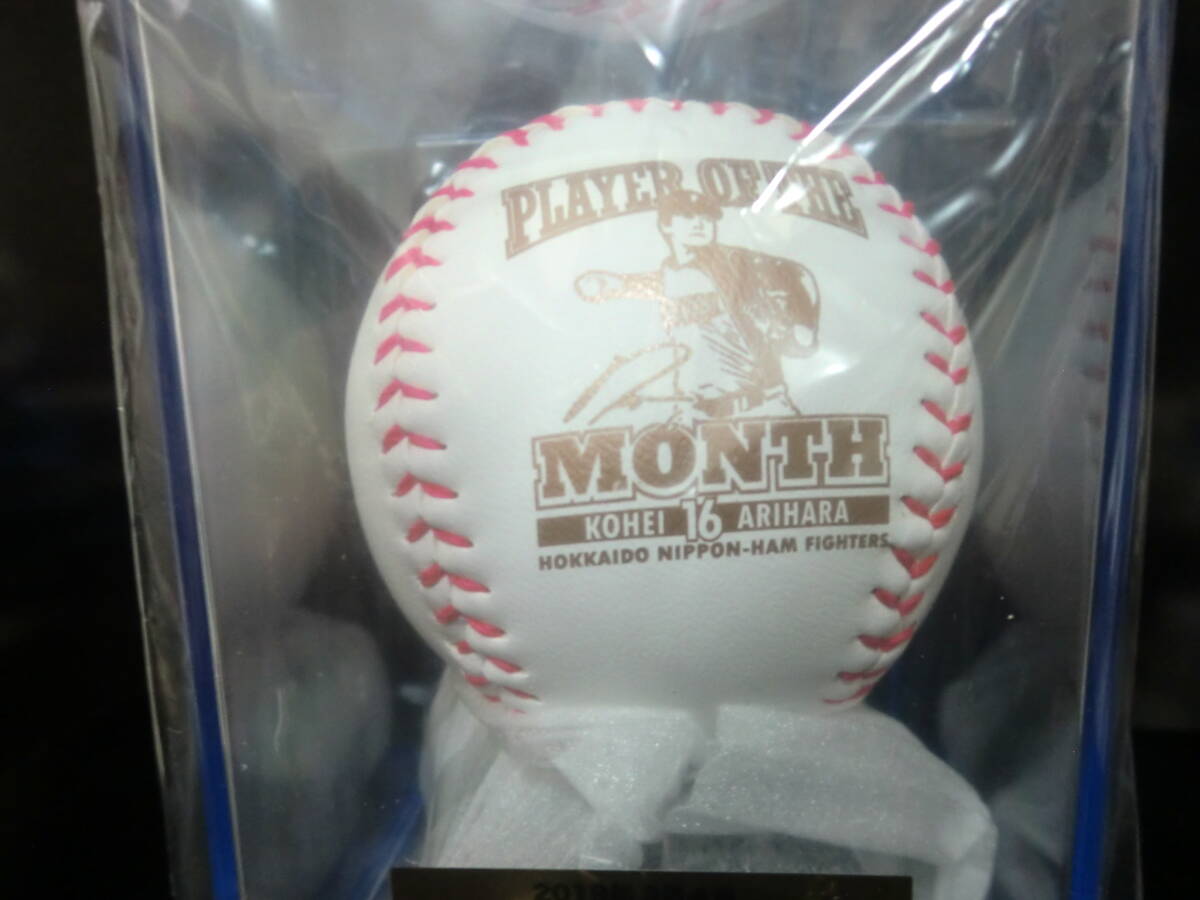 PLAYER OF THE
MONTH
KOHEI 16 ARIHARA
HOKKAIDO NIPPON-HAM FIGHTERS